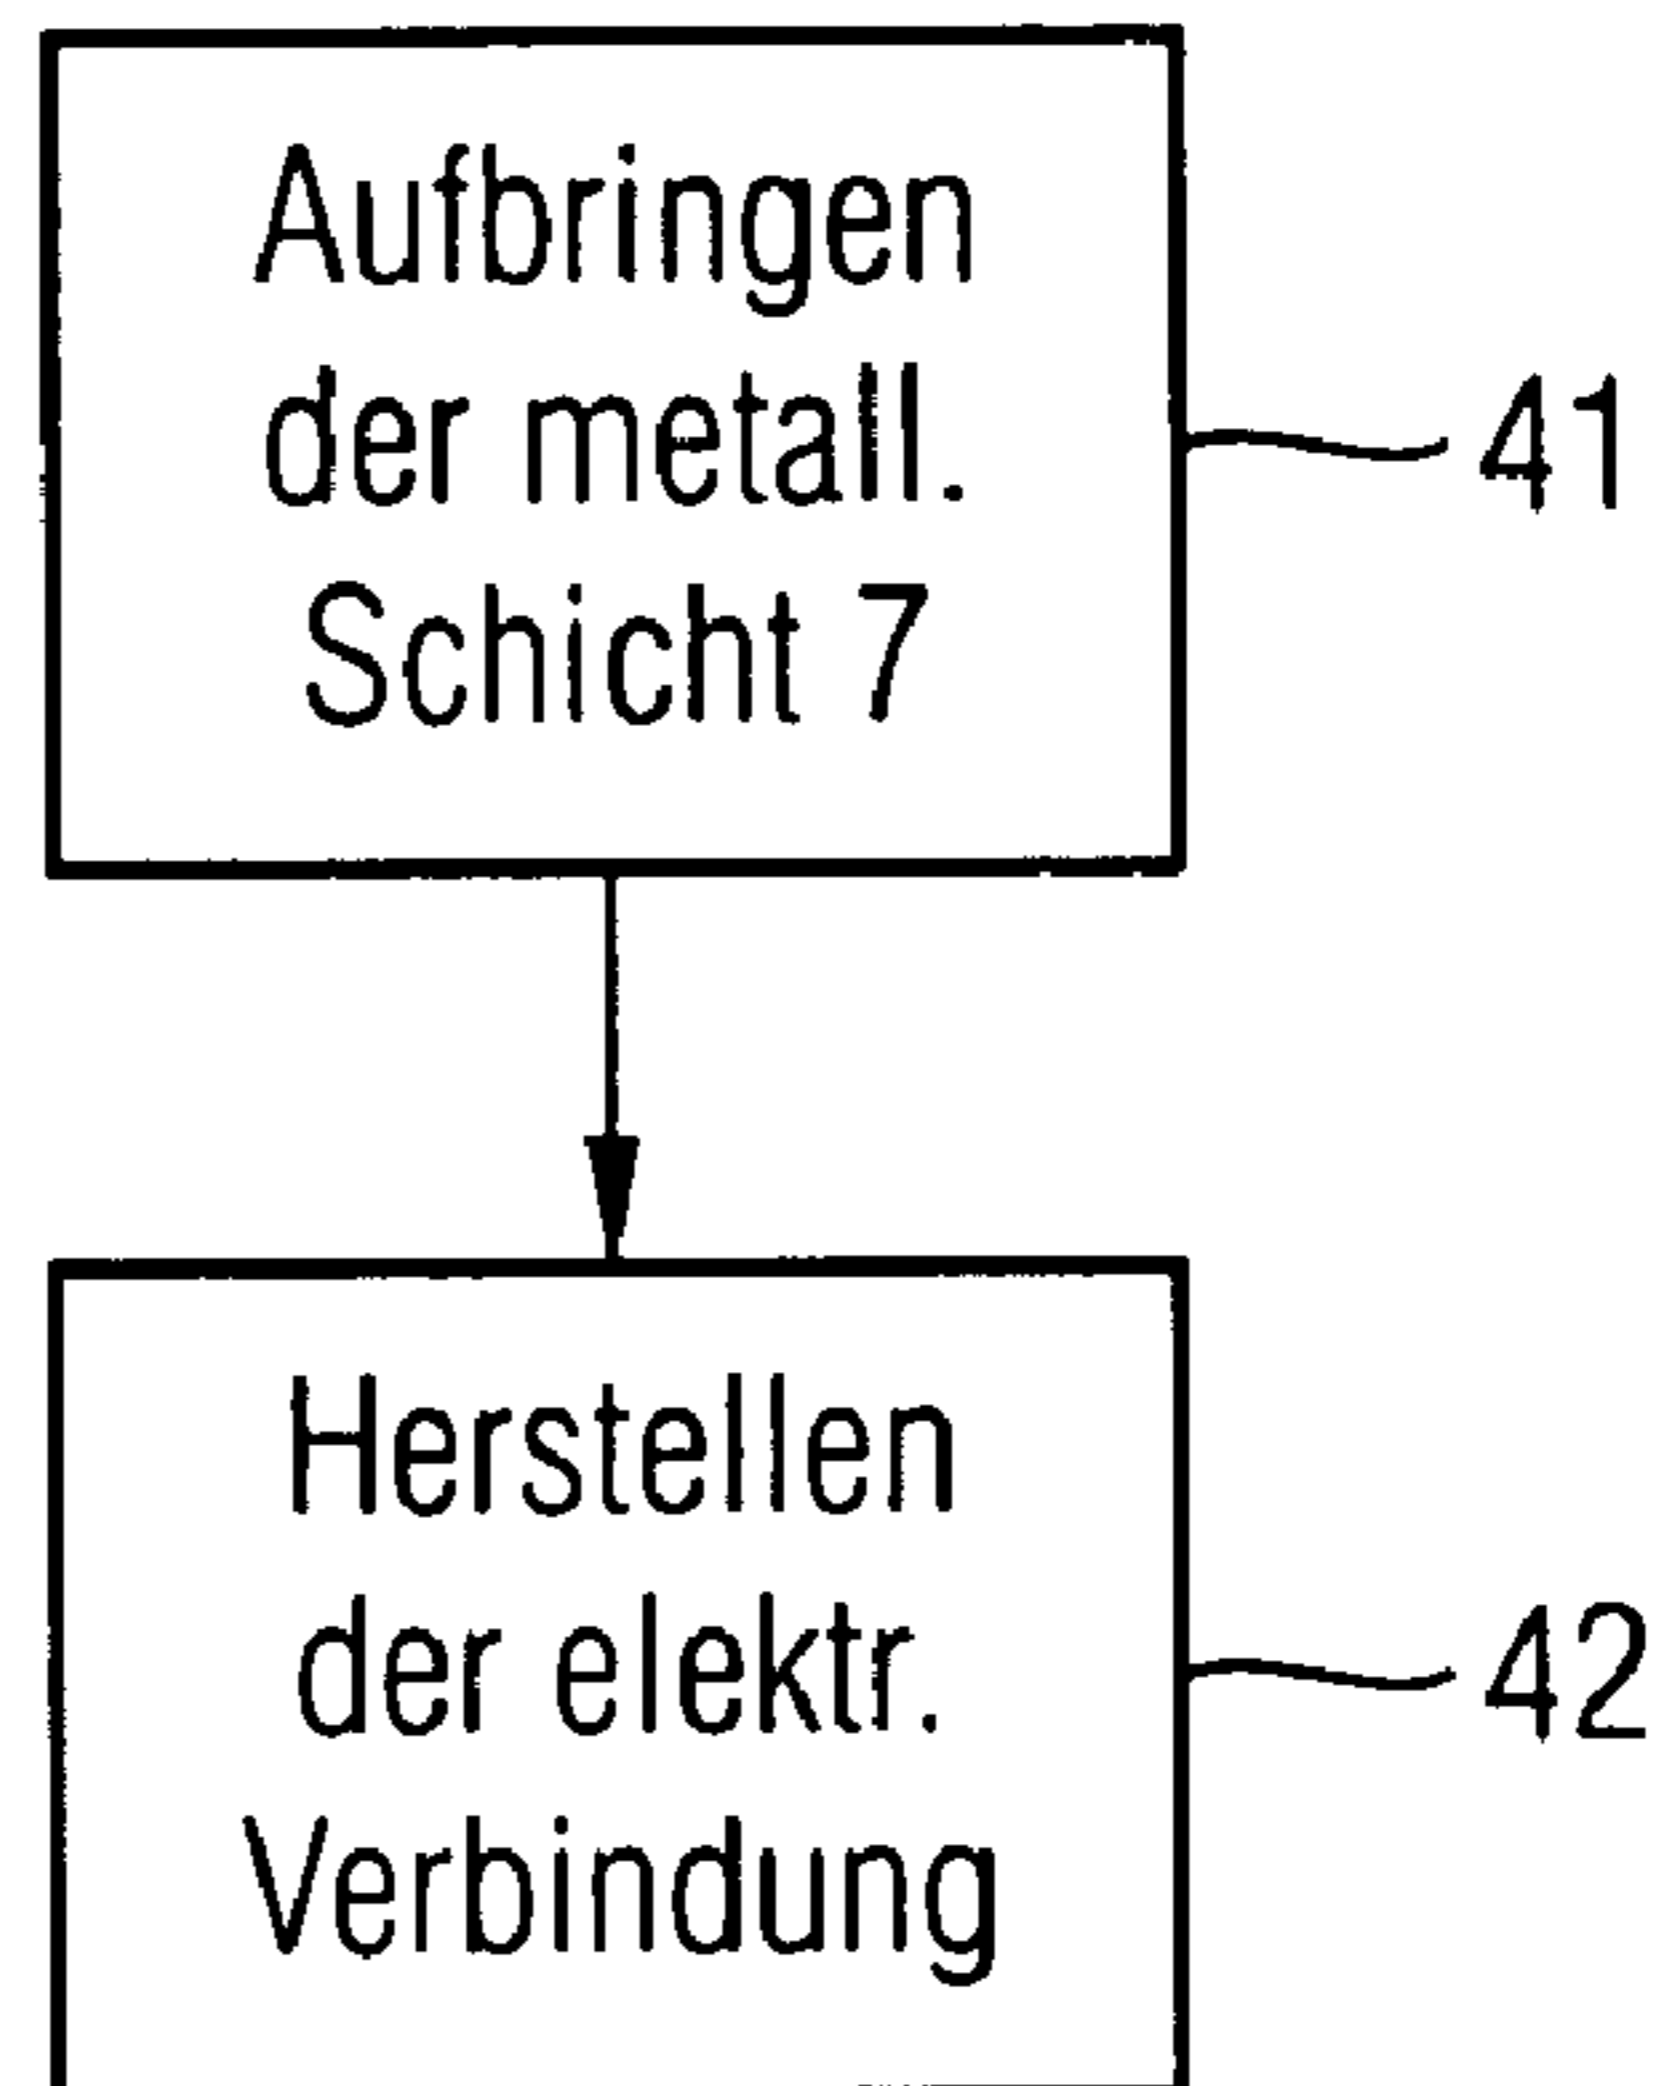 Aufbringen
der metall.
Schicht 7
41
Herstellen
der elektr.
Verbindung
42